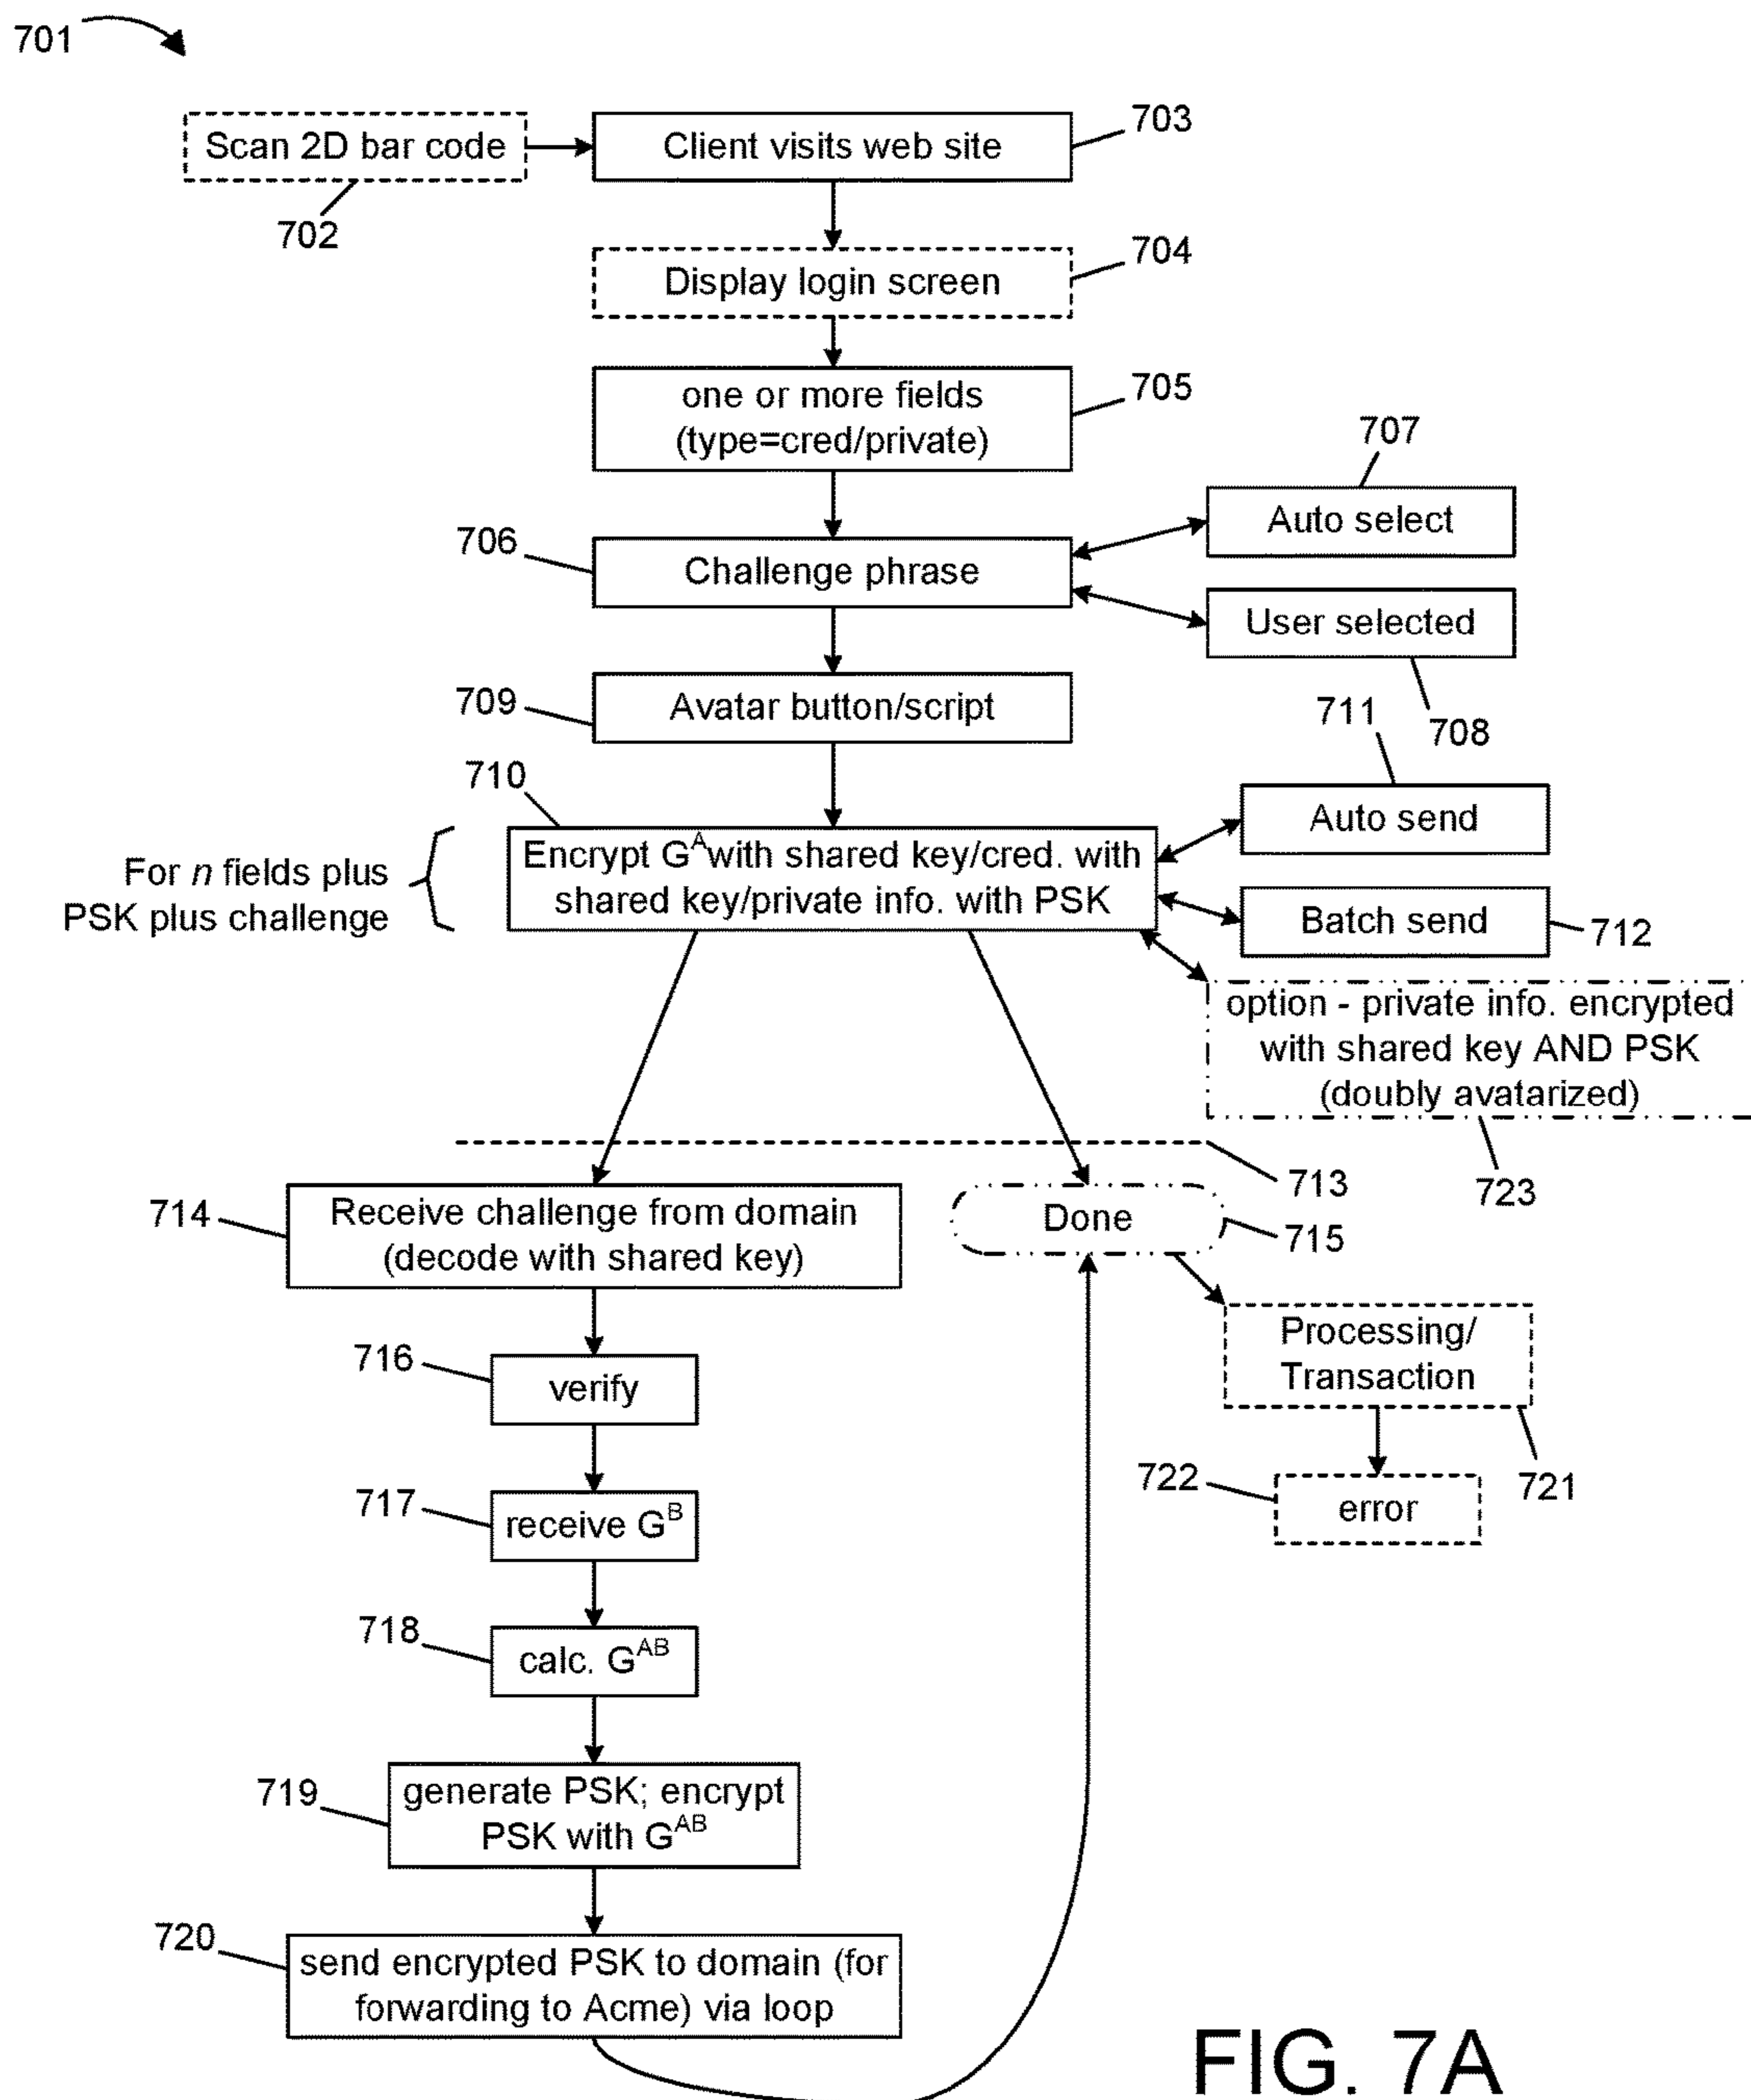 701
Scan 2D bar code
702
Client visits web site
703
Display login screen
704
one or more fields
(type=cred/private)
705
707
Auto select
706
Challenge phrase
User selected
708
709
Avatar button/script
711
710
Auto send
For n fields plus
PSK plus challenge
Encrypt G^A with shared key/cred. with
shared key/private info. with PSK
Batch send
712
option - private info. encrypted
with shared key AND PSK
(doubly avatarized)
713
723
714
Receive challenge from domain
(decode with shared key)
Done
715
716
verify
Processing/
Transaction
721
717
receive G^B
722
error
718
calc. G^AB
719
generate PSK; encrypt
PSK with G^AB
720
send encrypted PSK to domain (for
forwarding to Acme) via loop
FIG. 7A